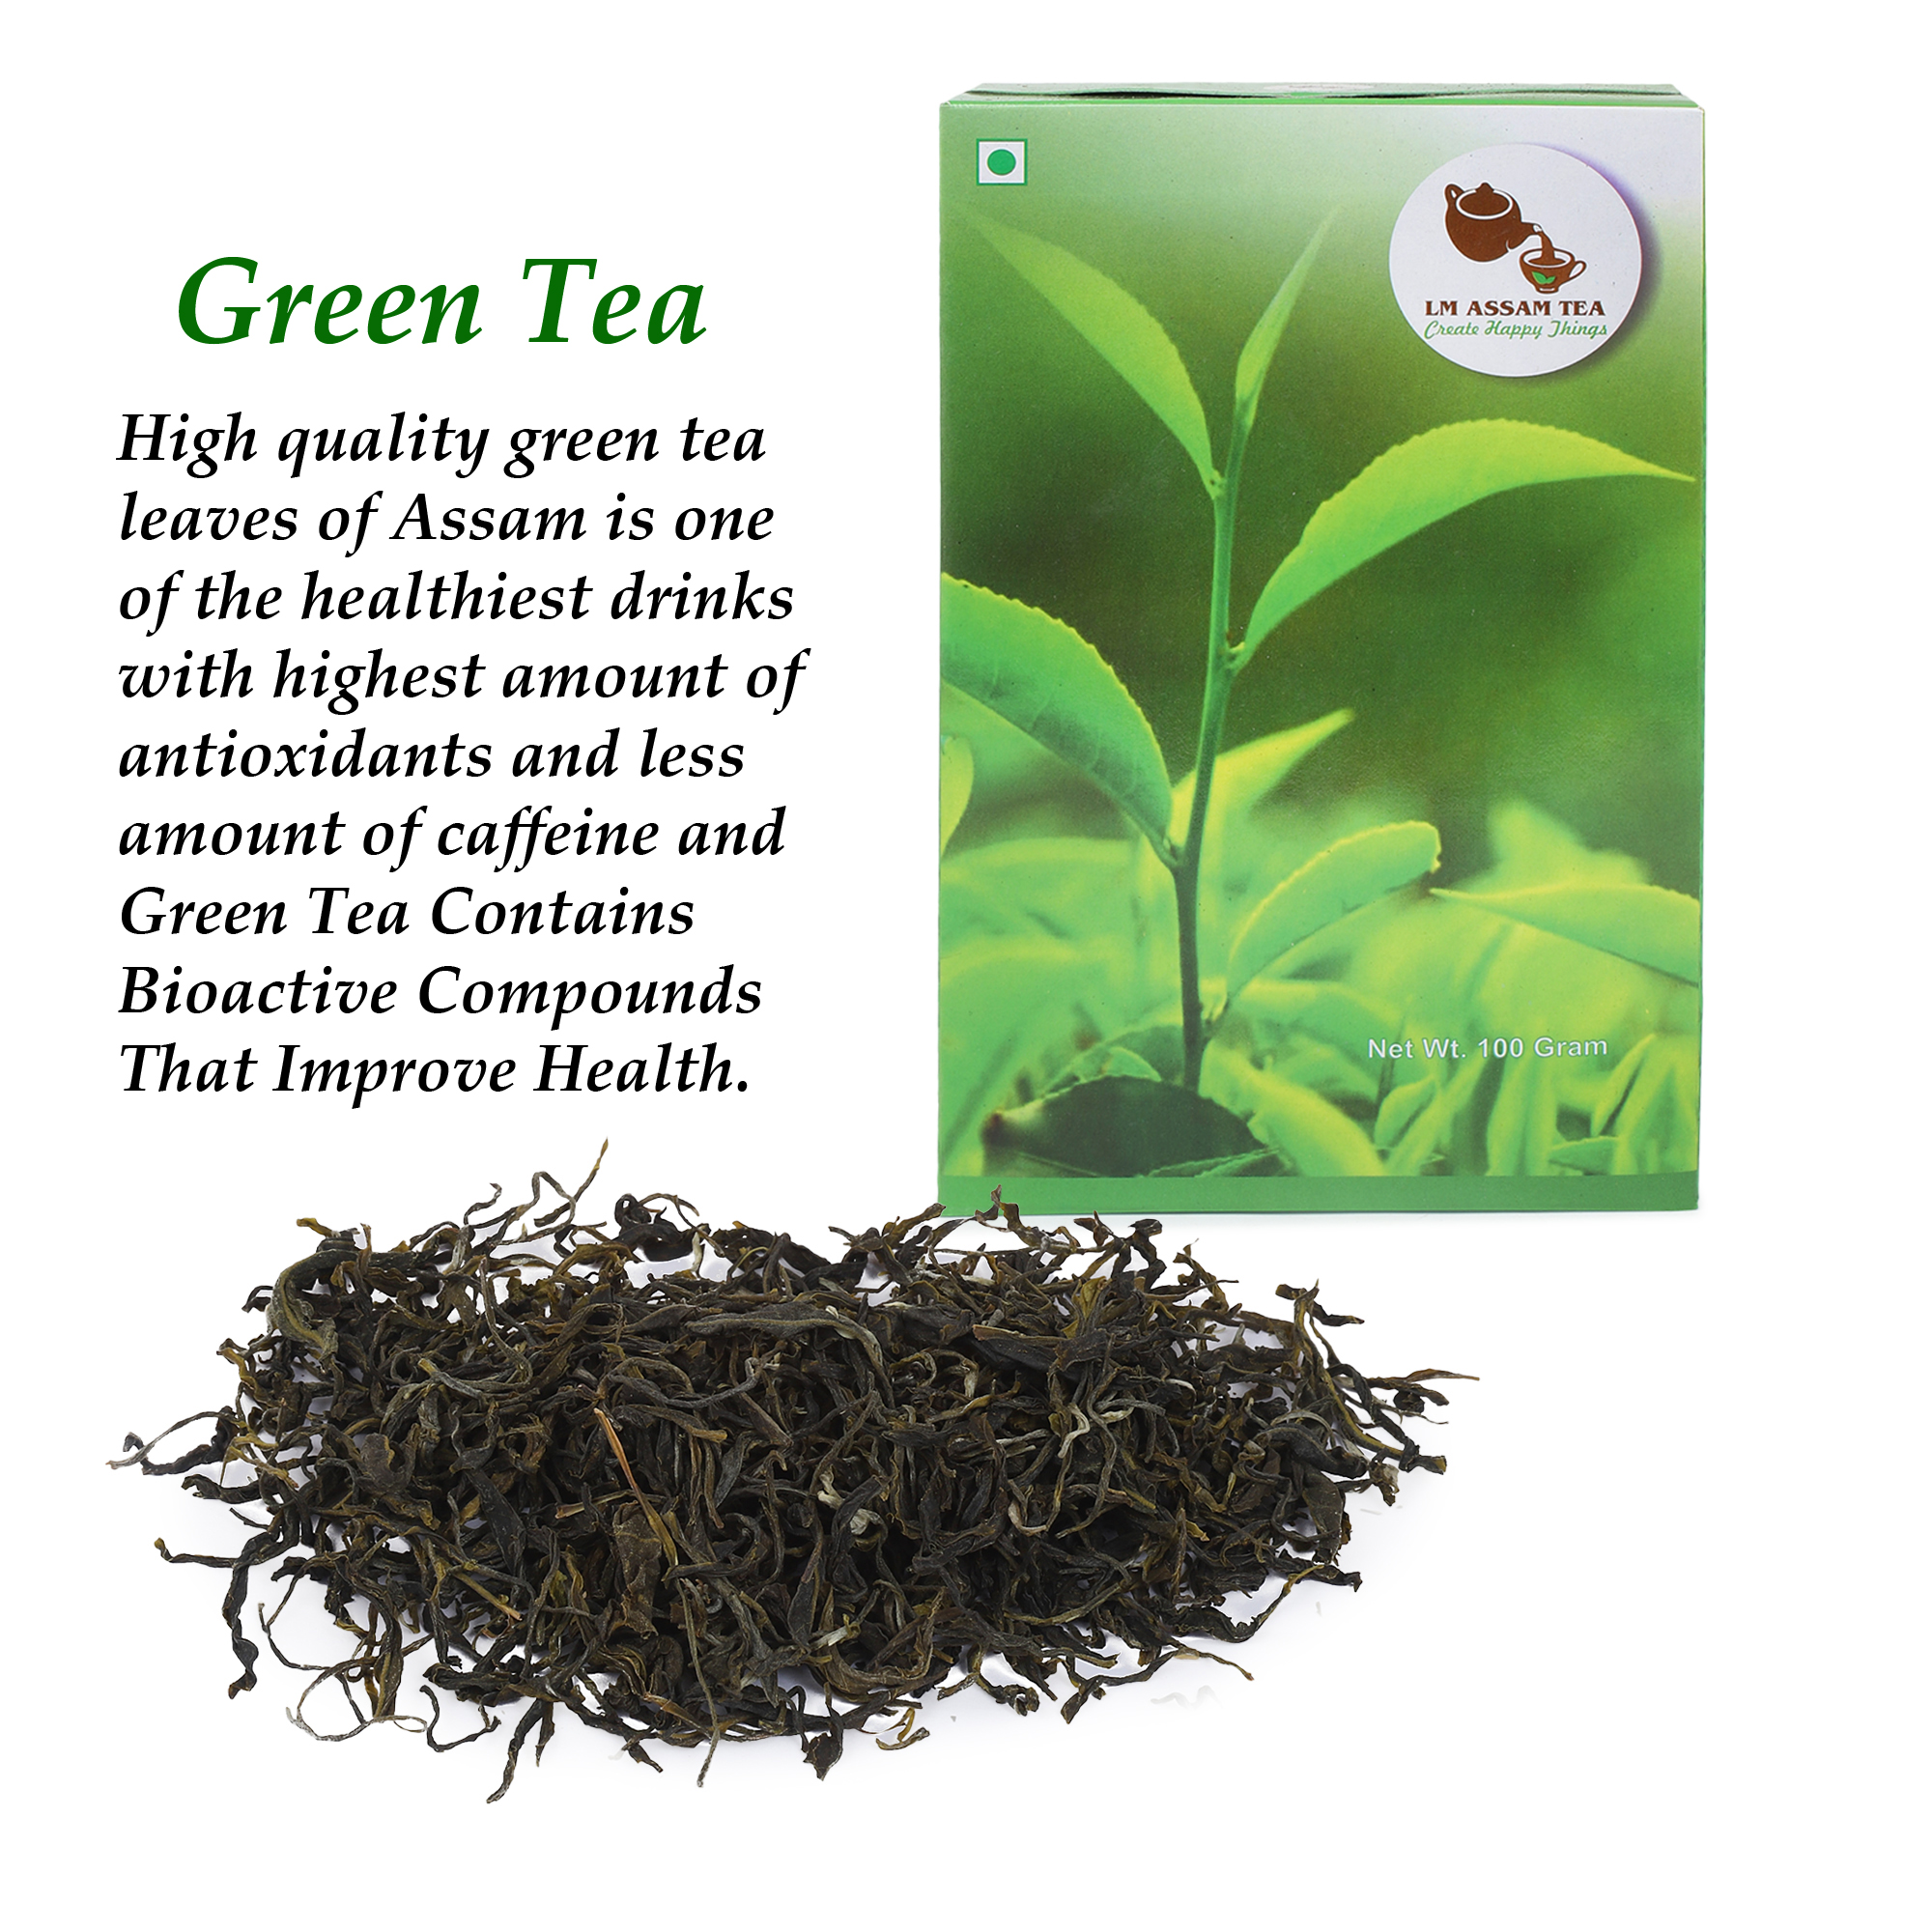 Green Tea
High quality green tea
leaves of Assam is one
of the healthiest drinks
with highest amount of
antioxidants and less
amount of caffeine and
Green Tea Contains
Bioactive Compounds
That Improve Health.
LM ASSAM TEA
Create Happy Things
Net Wt. 100 Gram